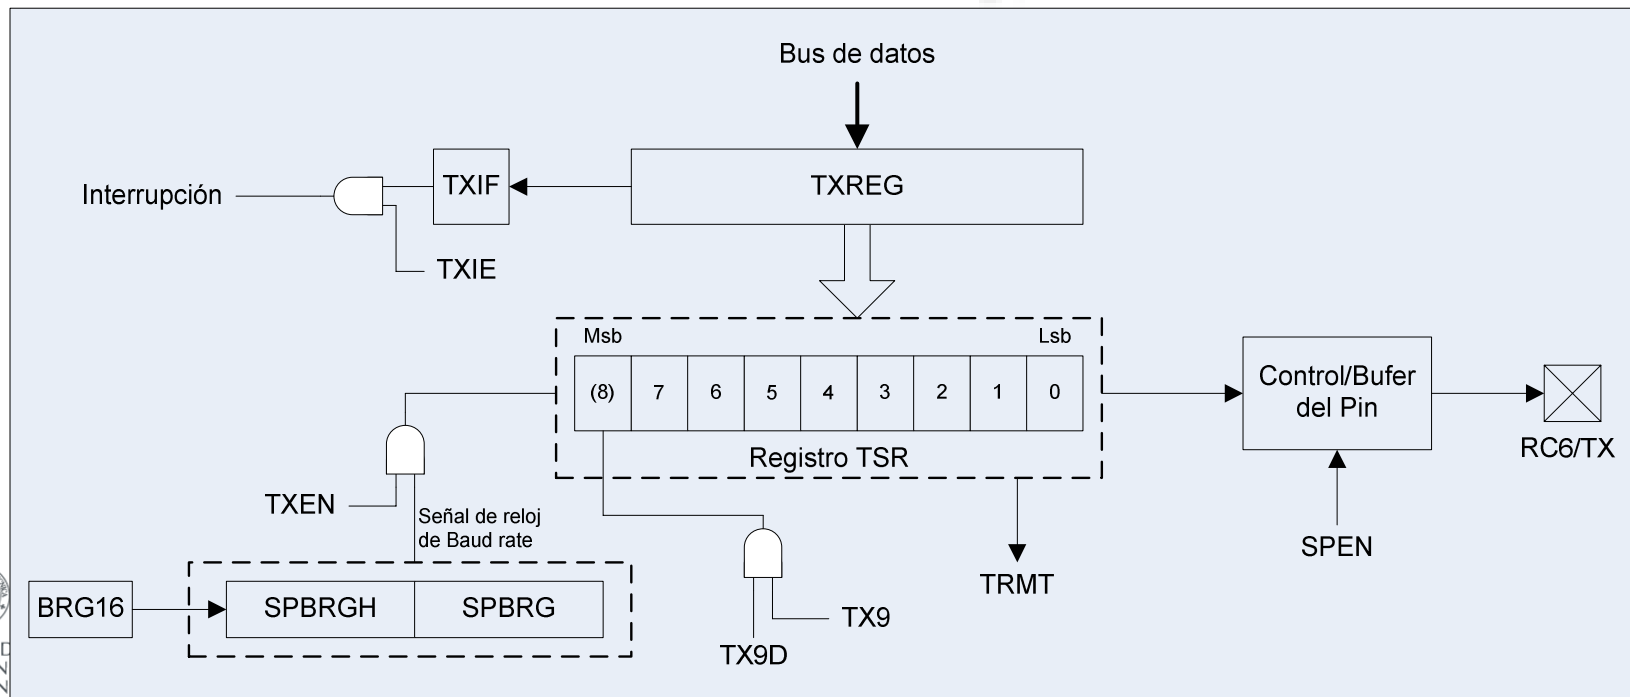 Bus de datos
Interrupción
TXIF
TXREG
TXIE
Msb
Lsb
(8) 7 6 5 4 3 2 1 0
Registro TSR
Control/Bufer
del Pin
RC6/TX
TXEN
Señal de reloj
de Baud rate
SPEN
TRMT
BRG16
SPBRGH
SPBRG
TX9
TX9D